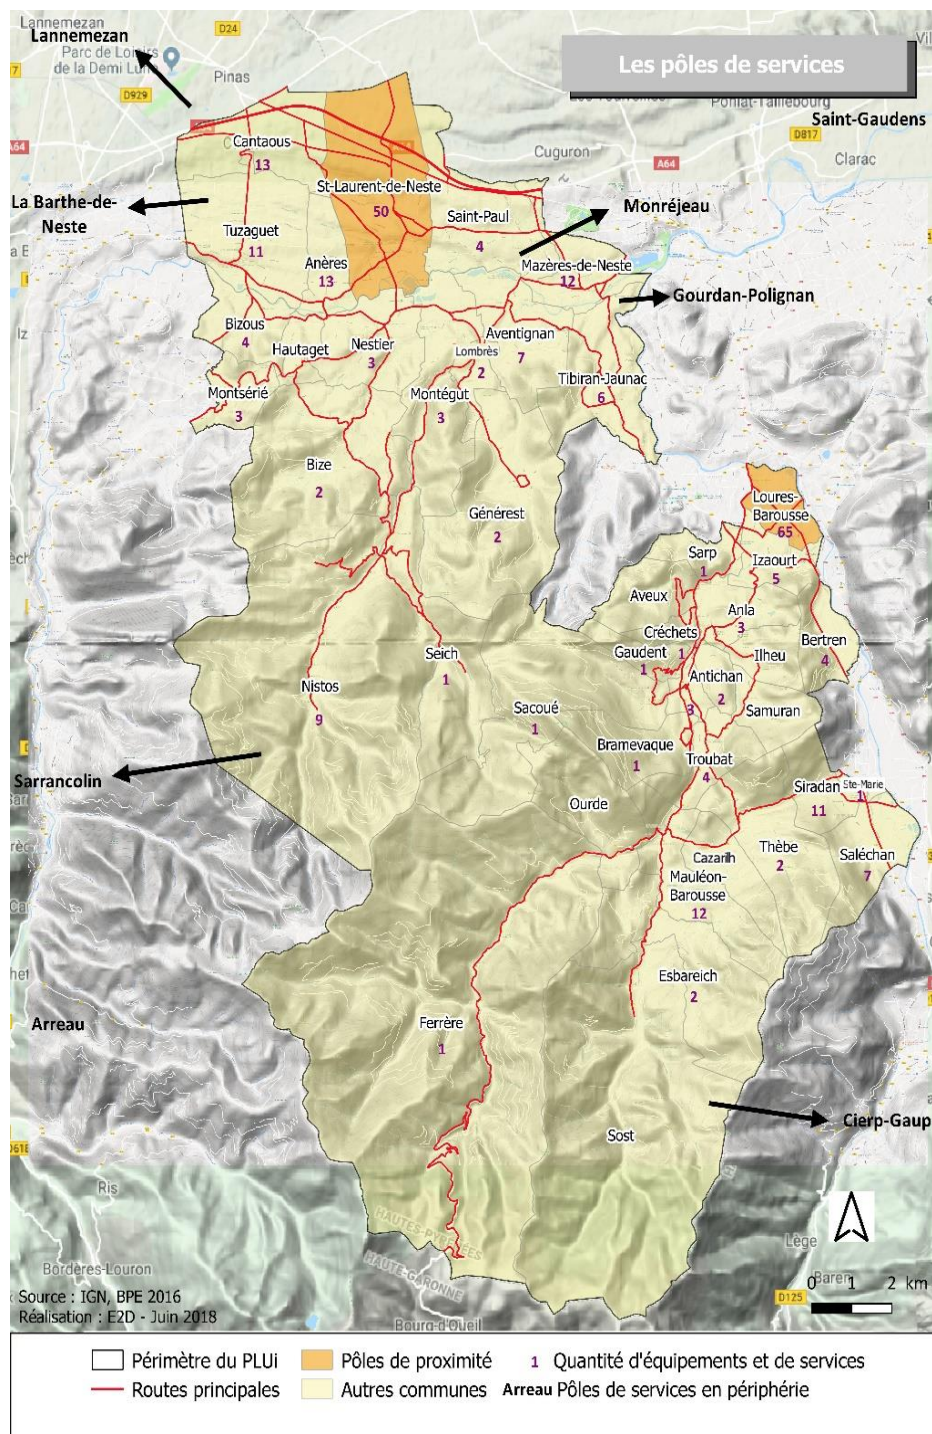 Lannemezan
D24
Lannemezan
Parc de Loisirs
de la Demi Lune
Pinas
D929
Les pôles de services
Ponlat-Taillebourg
Saint-Gaudens
D817
Cuguron
A64
Clarac
A64
Cantaous
13
St-Laurent-de-Neste
50
La Barthe-de-
Neste
Monréjeau
Saint-Paul
4
Tuzaguet
11
Anères
13
Mazères-de-Neste
12
Gourdan-Polignan
Bizous
4
Hautaget
Nestier
3
Lombrès
2
Aventignan
7
Tibiran-Jaunac
6
Montsérié
3
Montégut
3
Bize
2
Générest
2
Loures-
Barousse
65
Sarp
1
Izaourt
5
Aveux
Anla
3
Créchets
1
Gaudent
1
Bertren
4
Ilheu
Antichan
2
3
Samuran
Seich
1
Nistos
9
Sacoué
1
Bramevaque
1
Troubat
4
Sarrancolin
Ourde
Siradan
11
Ste-Marie
1
Cazarilh
Thèbe
2
Saléchan
7
Mauléon-
Barousse
12
Esbareich
2
Arreau
Ferrère
1
Cierp-Gaup
Sost
D618
Ris
HAUTES-PYRÉNÉES
HAUTE-GARONNE
Bordères-Louron
Lège
Baren
D125
Bourg-d'Oueil
0 1 2 km
Source : IGN, BPE 2016
Réalisation : E2D - Juin 2018
Périmètre du PLUi
Pôles de proximité
1 Quantité d'équipements et de services
Routes principales
Autres communes
Arreau Pôles de services en périphérie